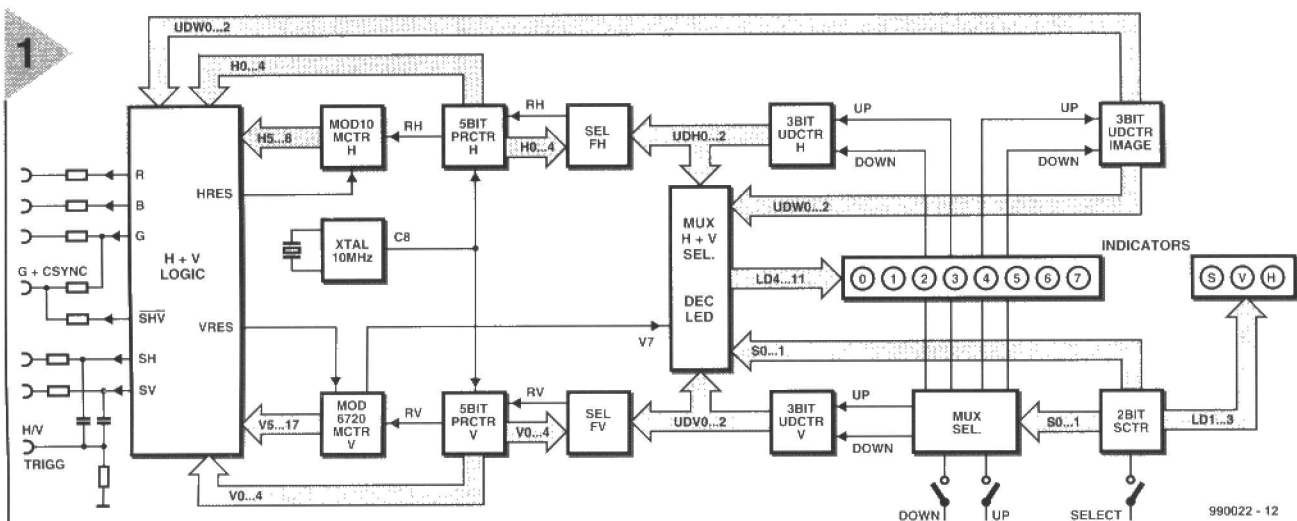 1
UDW0...2
H0...4
H + V
LOGIC
R
B
G
G + CSYNC
SHV
SH
SV
H/V
TRIGG
HRES
VRES
H5...8
MOD10
MCTR
H
RH
5BIT
PRCTR
H
RH
H0...4
SEL
FH
UDH0...2
3BIT
UDCTR
H
UP
DOWN
UP
DOWN
3BIT
UDCTR
IMAGE
UDW0...2
XTAL
10MHz
C8
MUX
H + V
SEL.
DEC
LED
LD4...11
0 1 2 3 4 5 6 7
INDICATORS
S V H
V7
S0...1
V5...17
MOD
6720
MCTR
V
RV
5BIT
PRCTR
V
RV
V0...4
SEL
FV
UDV0...2
3BIT
UDCTR
V
UP
DOWN
MUX
SEL.
S0...1
2BIT
SCTR
LD1...3
V0...4
DOWN
UP
SELECT
990022 - 12